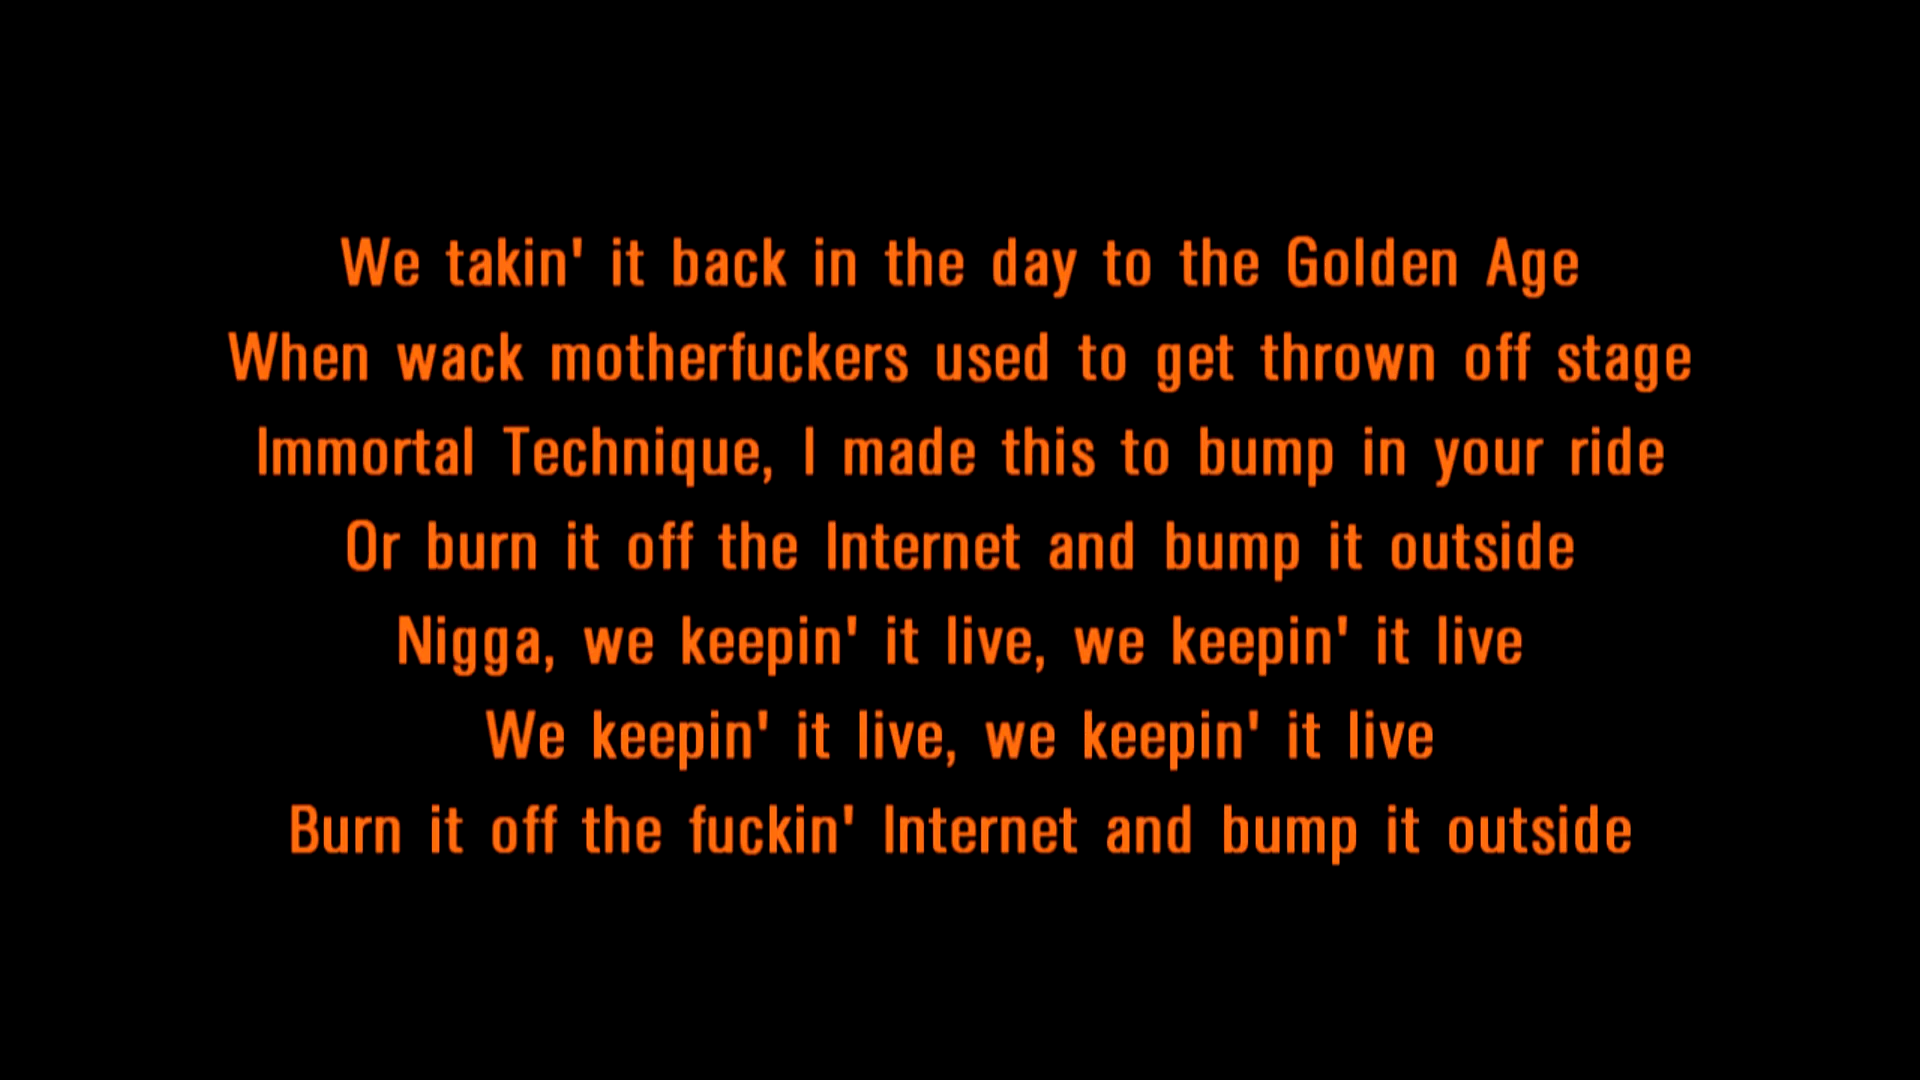 We takin' it back in the day to the Golden Age
When wack motherfuckers used to get thrown off stage
Immortal Technique, I made this to bump in your ride
Or burn it off the Internet and bump it outside
Nigga, we keepin' it live, we keepin' it live
We keepin' it live, we keepin' it live
Burn it off the fuckin' Internet and bump it outside